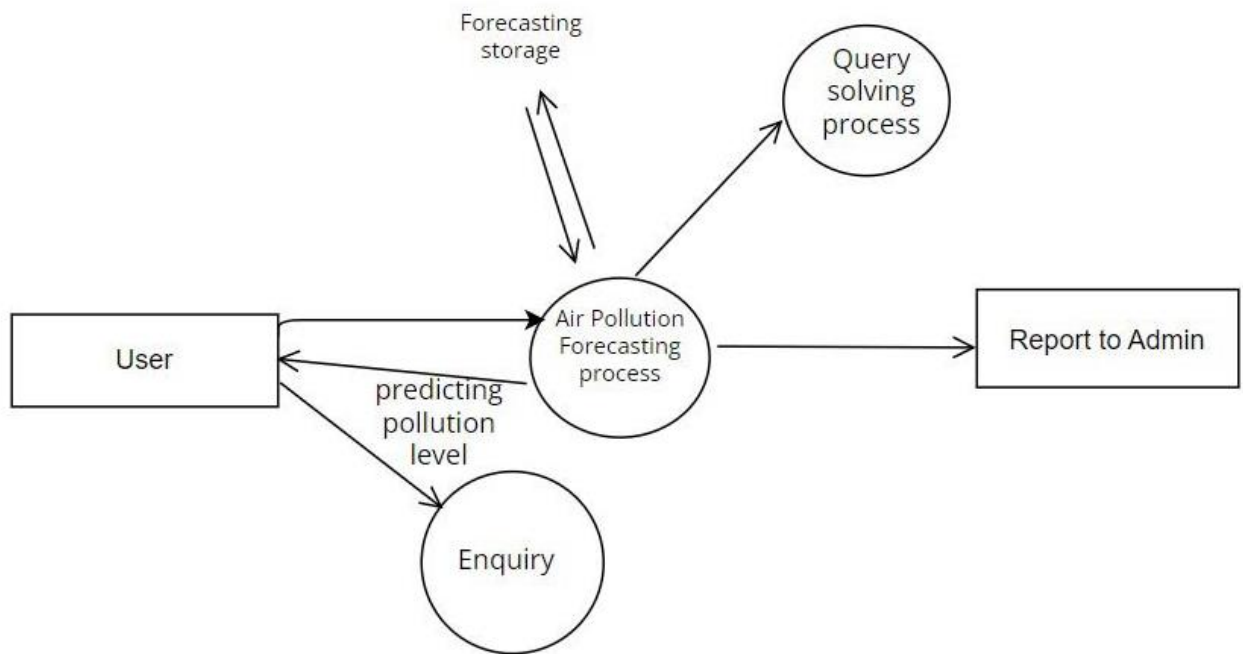 Forecasting
storage
Query
solving
process
User
Air Pollution
Forecasting
process
Report to Admin
predicting
pollution
level
Enquiry